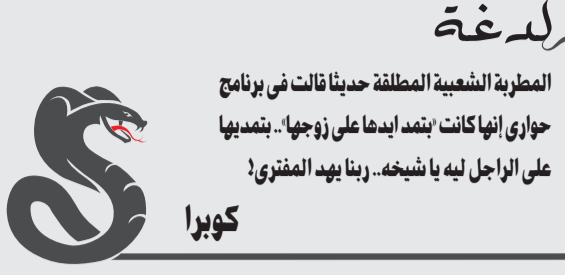 لدغة
المطربة الشعبية المطلقة حديثا قالت فى برنامج
حوارى إنها كانت «بتمد ايدها على زوجها».. بتمديها
على الراجل ليه يا شيخه.. ربنا يهد المفترى؟
كوبرا